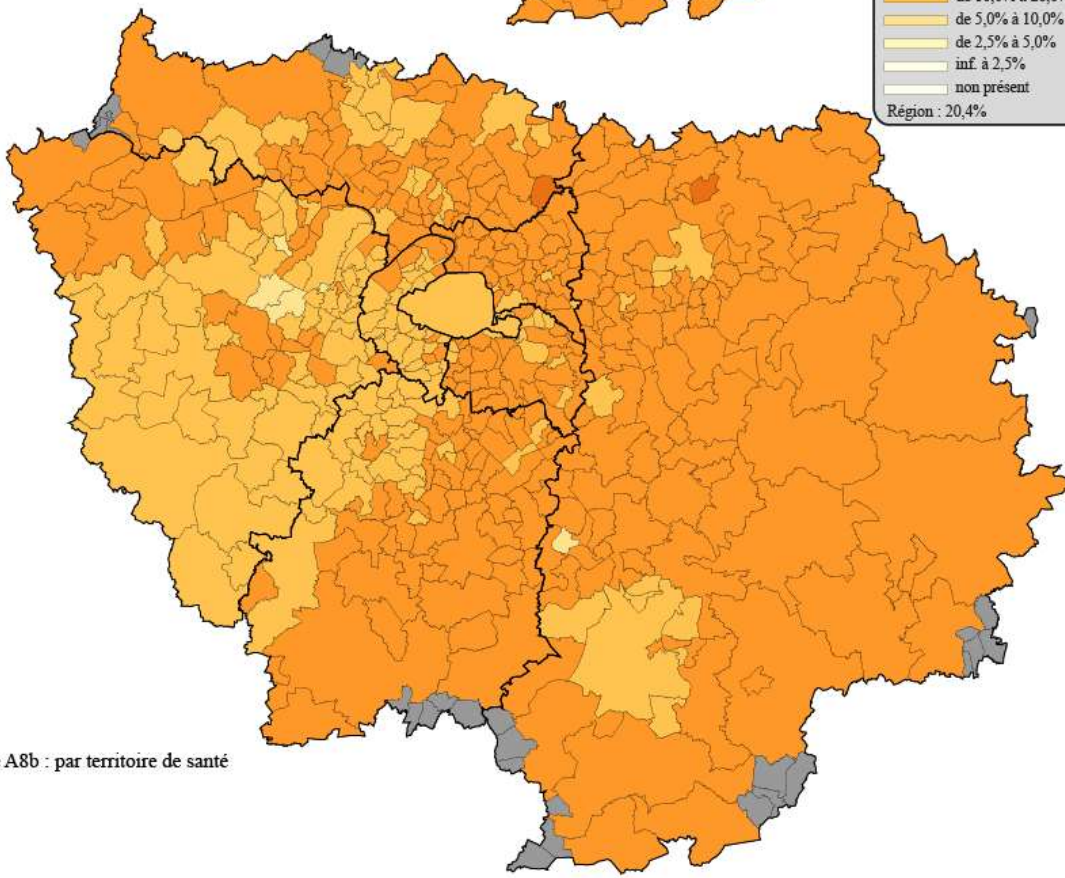 de 5,0% à 10,0%
de 2,5% à 5,0%
inf. à 2,5%
non présent
Région : 20,4%
A8b : par territoire de santé